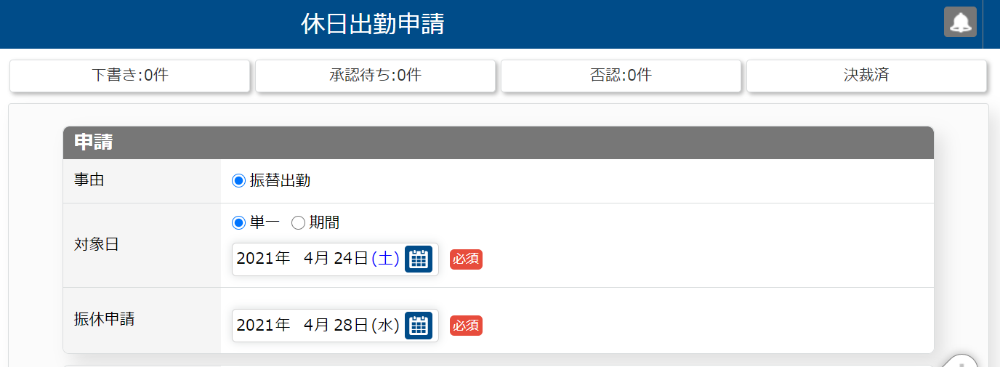 休日出勤申請
下書き:0件 承認待ち:0件 否認:0件 決裁済
申請
事由 振替出勤
単一 期間
対象日
2021年 4月 24日(土) 必須
振休申請 2021年 4月 28日(水) 必須